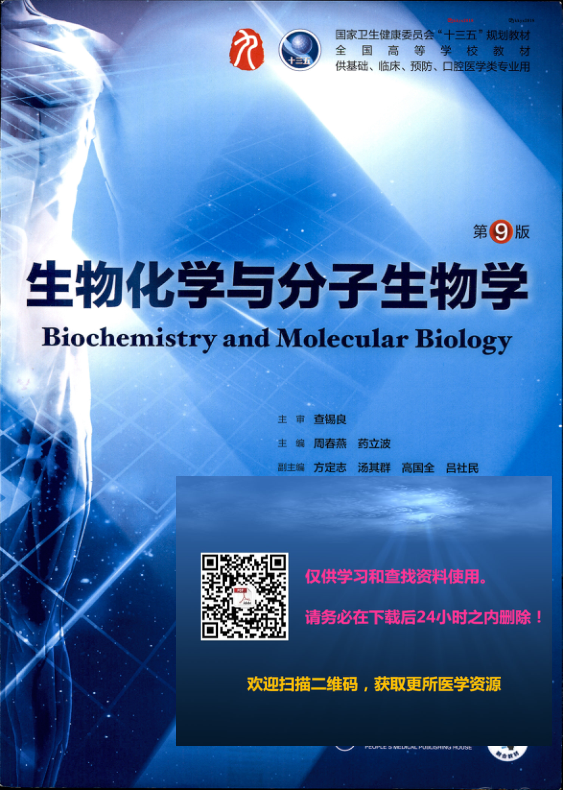 国家卫生健康委员会“十三五”规划教材
全国高等学校教材
供基础、临床、预防、口腔医学类专业用
十三五
第9版
生物化学与分子生物学
Biochemistry and Molecular Biology
主审 查锡良
主编 周春燕 药立波
副主编 方定志 汤其群 高国全 吕社民
仅供学习和查找资料使用。
请务必在下载后24小时之内删除！
欢迎扫描二维码，获取更所医学资源
PEOPLE'S MEDICAL PUBLISHING HOUSE